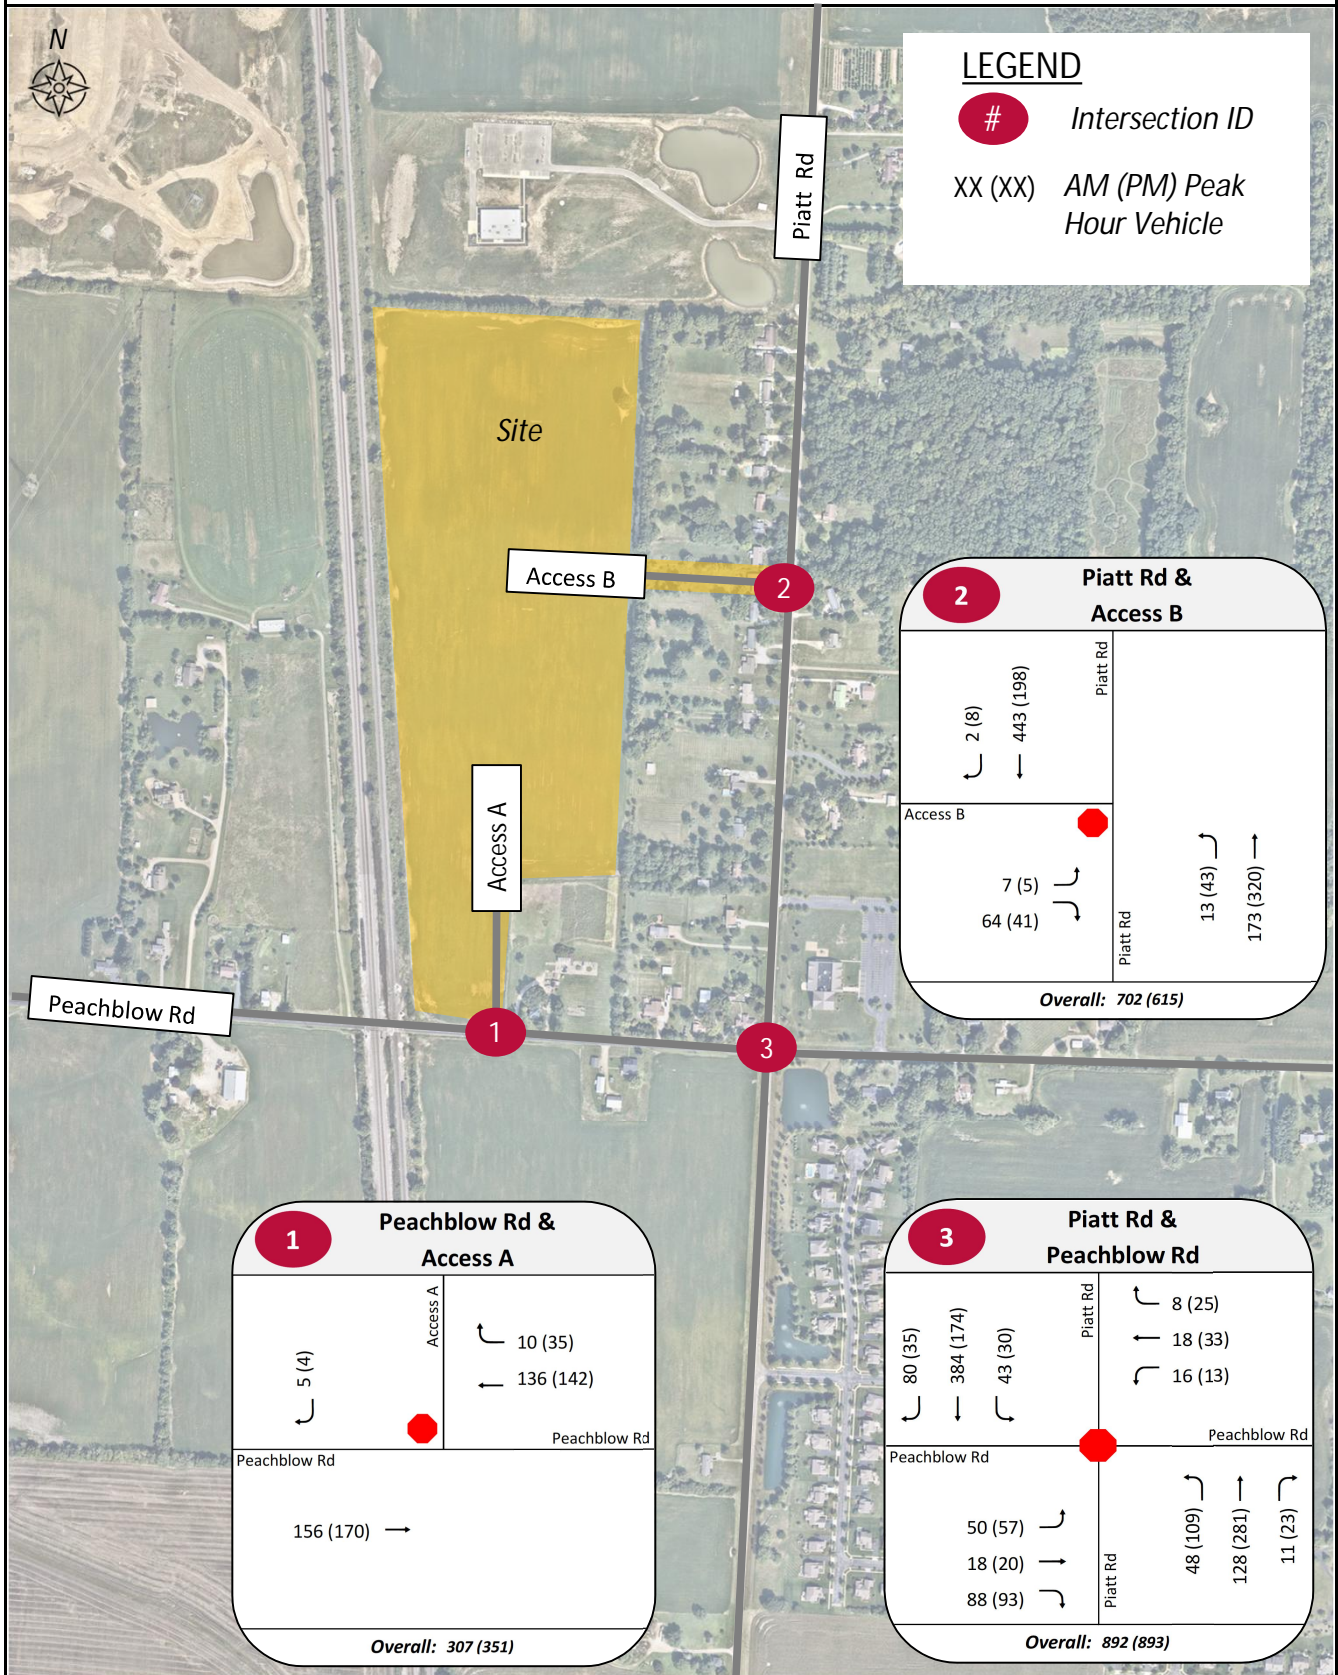 N
LEGEND
# Intersection ID
XX (XX) AM (PM) Peak
Hour Vehicle
Piatt Rd
Site
Access B
2
Access A
Peachblow Rd
1
3
2
Piatt Rd &
Access B
2 (8)
443 (198)
Piatt Rd
Access B
7 (5)
64 (41)
Piatt Rd
13 (43)
173 (320)
Overall: 702 (615)
1
Peachblow Rd &
Access A
5 (4)
Access A
10 (35)
136 (142)
Peachblow Rd
Peachblow Rd
156 (170)
Overall: 307 (351)
3
Piatt Rd &
Peachblow Rd
80 (35)
384 (174)
43 (30)
Piatt Rd
8 (25)
18 (33)
16 (13)
Peachblow Rd
Peachblow Rd
50 (57)
18 (20)
88 (93)
Piatt Rd
48 (109)
128 (281)
11 (23)
Overall: 892 (893)